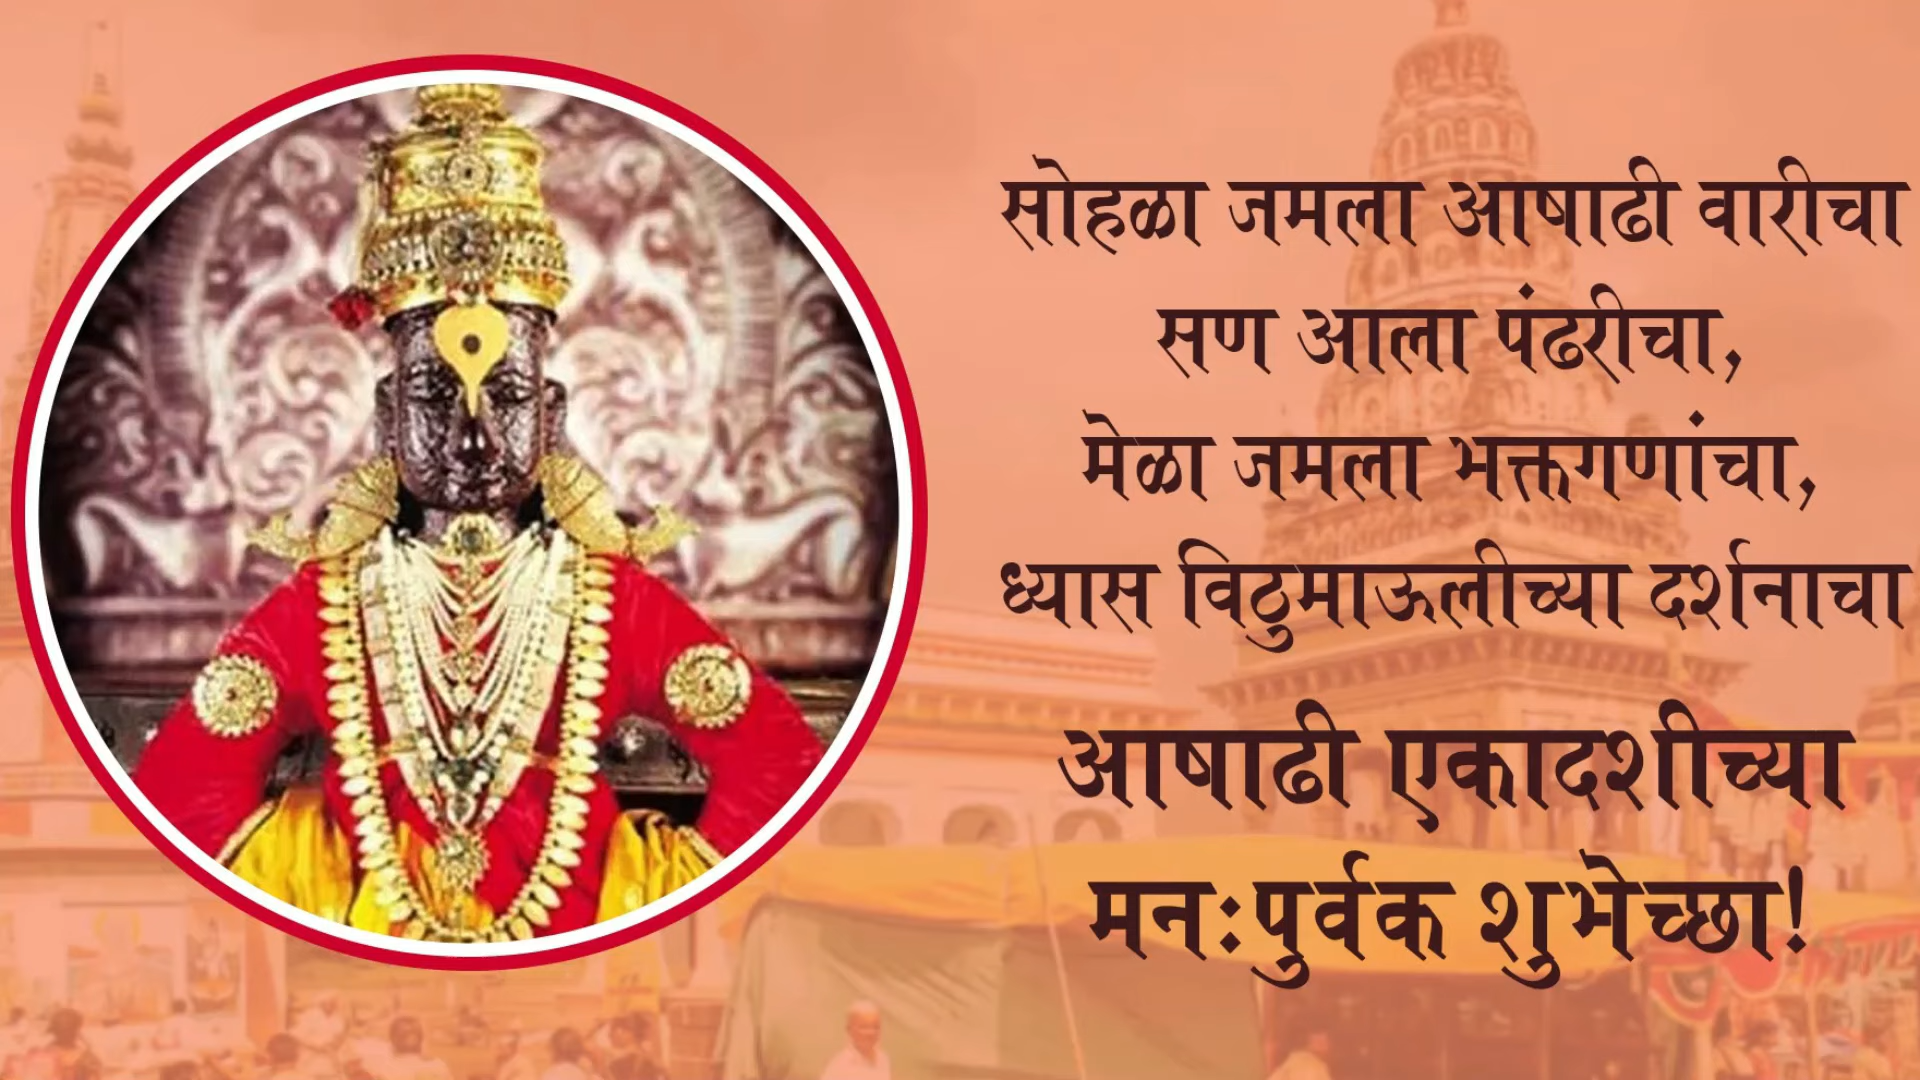 सोहळा जमला आषाढी वारीचा
सण आला पंढरीचा,
मेळा जमला भक्तगणांचा,
ध्यास विठुमाऊलीच्या दर्शनाचा
आषाढी एकादशीच्या
मनःपुर्वक शुभेच्छा!